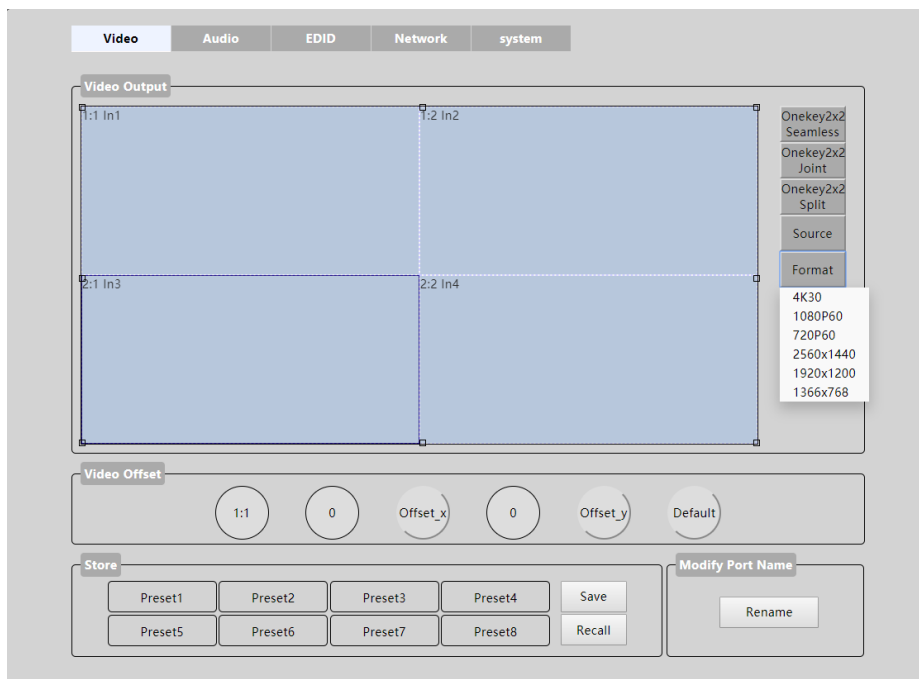 Video Audio EDID Network system
Video Output
1:1 In1 1:2 In2
Onekey2x2
Seamless
Onekey2x2
Joint
Onekey2x2
Split
Source
2:1 In3 2:2 In4
Format
4K30
1080P60
720P60
2560x1440
1920x1200
1366x768
Video Offset
1:1 0 Offset_x 0 Offset_y Default
Store
Preset1 Preset2 Preset3 Preset4 Save
Preset5 Preset6 Preset7 Preset8 Recall
Modify Port Name
Rename